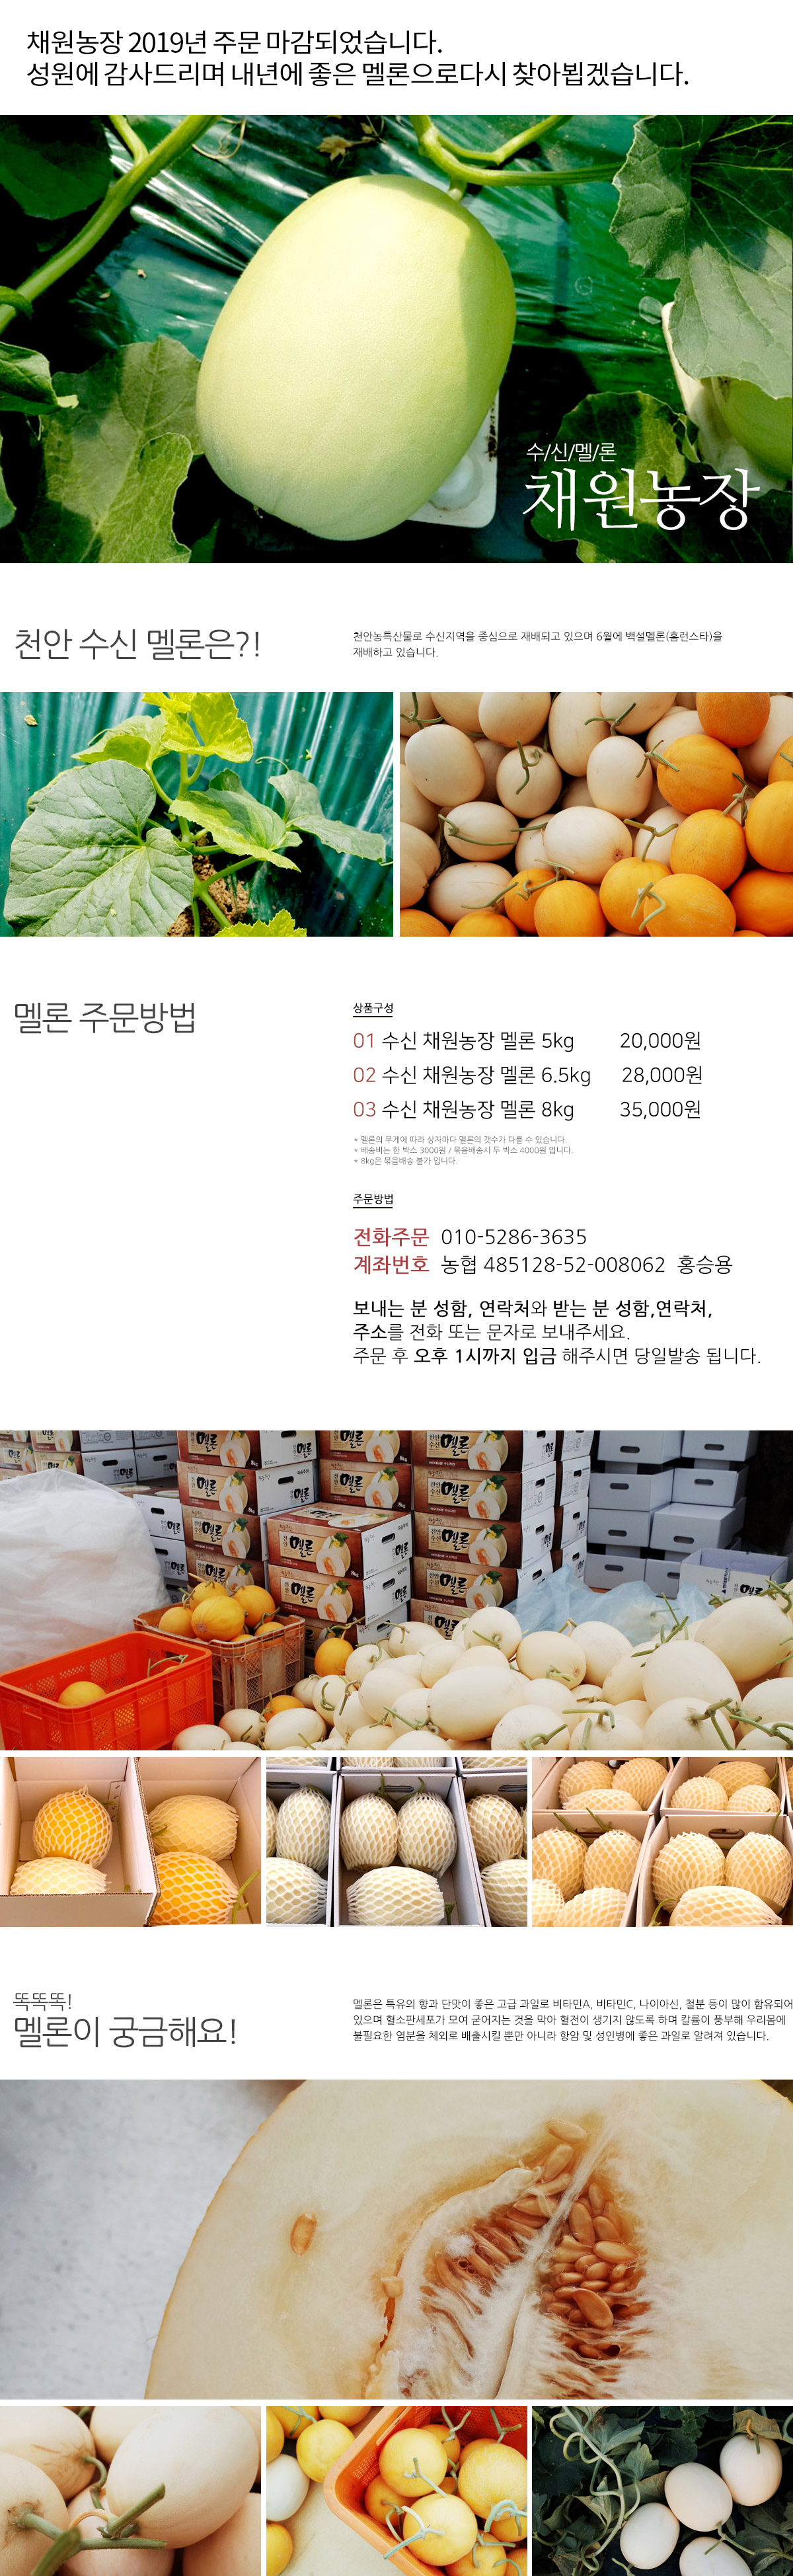 채원농장 2019년 주문 마감되었습니다.
성원에 감사드리며 내년에 좋은 멜론으로다시 찾아뵙겠습니다.
수/신/멜/론
채원농장
천안 수신 멜론은?!
천안농특산물로 수신지역을 중심으로 재배되고 있으며 6월에 백설멜론(홈런스타)을
재배하고 있습니다.
멜론 주문방법
상품구성
01 수신 채원농장 멜론 5kg 20,000원
02 수신 채원농장 멜론 6.5kg 28,000원
03 수신 채원농장 멜론 8kg 35,000원
* 멜론의 무게에 따라 상자마다 멜론의 갯수가 다를 수 있습니다.
* 배송비는 한 박스 3000원 / 묶음배송시 두 박스 4000원 입니다.
* 8kg은 묶음배송 불가 입니다.
주문방법
전화주문 010-5286-3635
계좌번호 농협 485128-52-008062 홍승용
보내는 분 성함, 연락처와 받는 분 성함,연락처,
주소를 전화 또는 문자로 보내주세요.
주문 후 오후 1시까지 입금 해주시면 당일발송 됩니다.
멜론
멜론
멜론
멜론
멜론
멜론
똑똑똑!
멜론이 궁금해요!
멜론은 특유의 향과 단맛이 좋은 고급 과일로 비타민A, 비타민C, 나이아신, 철분 등이 많이 함유되어
있으며 혈소판세포가 모여 굳어지는 것을 막아 혈전이 생기지 않도록 하며 칼륨이 풍부해 우리몸에
불필요한 염분을 체외로 배출시킬 뿐만 아니라 항암 및 성인병에 좋은 과일로 알려져 있습니다.